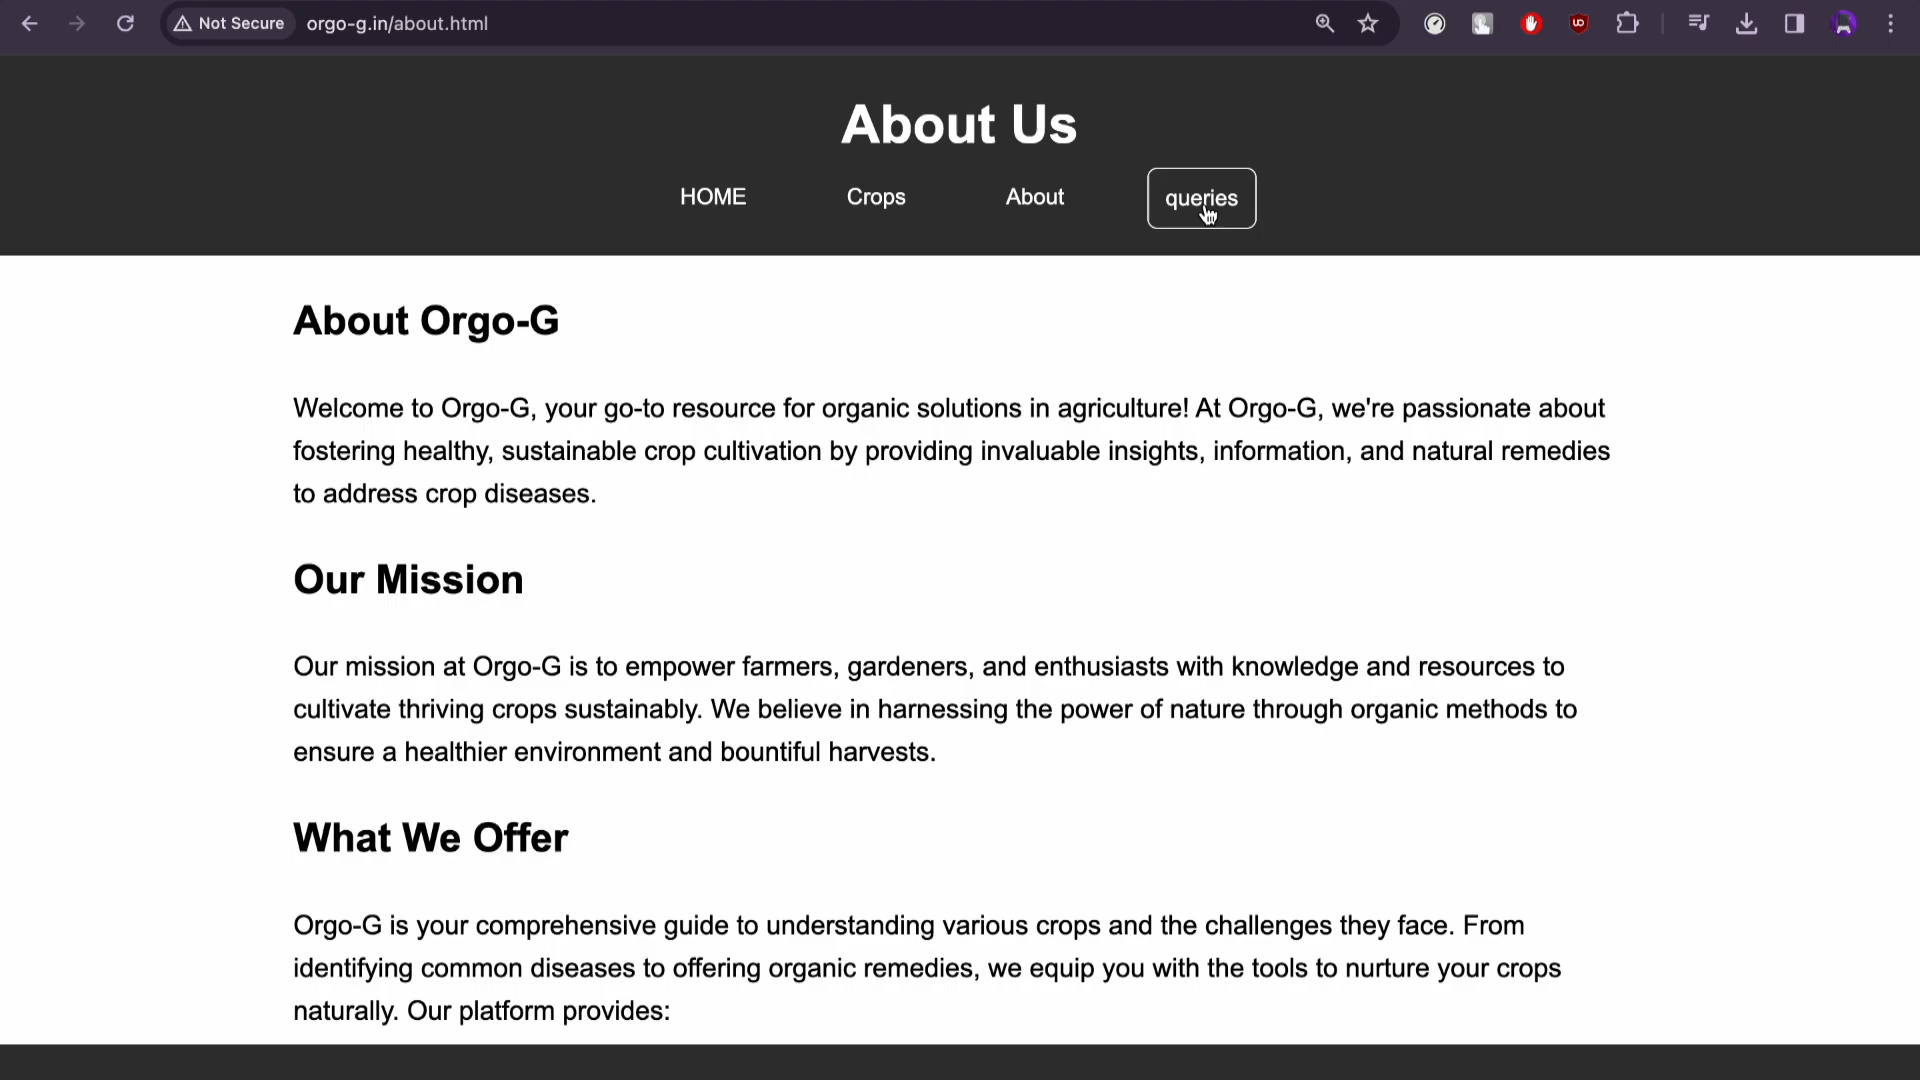 Not Secure orgo-g.in/about.html
About Us
HOME Crops About queries
About Orgo-G
Welcome to Orgo-G, your go-to resource for organic solutions in agriculture! At Orgo-G, we're passionate about
fostering healthy, sustainable crop cultivation by providing invaluable insights, information, and natural remedies
to address crop diseases.
Our Mission
Our mission at Orgo-G is to empower farmers, gardeners, and enthusiasts with knowledge and resources to
cultivate thriving crops sustainably. We believe in harnessing the power of nature through organic methods to
ensure a healthier environment and bountiful harvests.
What We Offer
Orgo-G is your comprehensive guide to understanding various crops and the challenges they face. From
identifying common diseases to offering organic remedies, we equip you with the tools to nurture your crops
naturally. Our platform provides: